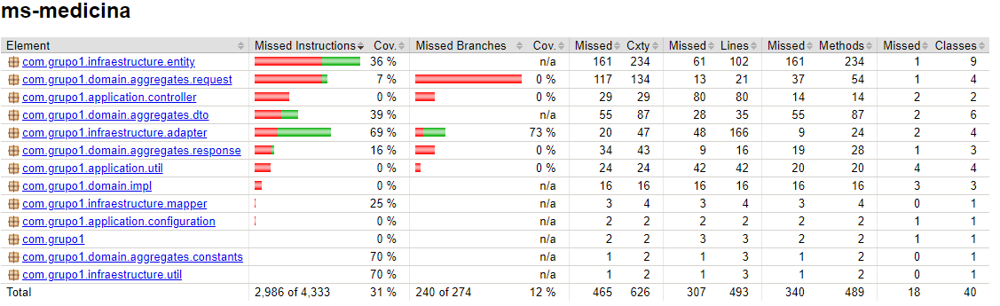 ms-medicina
Element Missed Instructions Cov. Missed Branches Cov. Missed Cxty Missed Lines Missed Methods Missed Classes
com.grupo1.infraestructure.entity 36 % n/a 161 234 61 102 161 234 1 9
com.grupo1.domain.aggregates.request 7 % 0 % 117 134 13 21 37 54 1 4
com.grupo1.application.controller 0 % 0 % 29 29 80 80 14 14 2 2
com.grupo1.domain.aggregates.dto 39 % n/a 55 87 28 35 55 87 2 6
com.grupo1.infraestructure.adapter 69 % 73 % 20 47 48 166 9 24 2 4
com.grupo1.domain.aggregates.response 16 % 0 % 34 43 9 16 19 28 1 3
com.grupo1.application.util 0 % 0 % 24 24 42 42 20 20 4 4
com.grupo1.domain.impl 0 % n/a 16 16 16 16 16 16 3 3
com.grupo1.infraestructure.mapper 25 % n/a 3 4 3 4 3 4 0 1
com.grupo1.application.configuration 0 % n/a 2 2 2 2 2 2 1 1
com.grupo1 0 % n/a 2 2 3 3 2 2 1 1
com.grupo1.domain.aggregates.constants 70 % n/a 1 2 1 3 1 2 0 1
com.grupo1.infraestructure.util 70 % n/a 1 2 1 3 1 2 0 1
Total 2,986 of 4,333 31 % 240 of 274 12 % 465 626 307 493 340 489 18 40